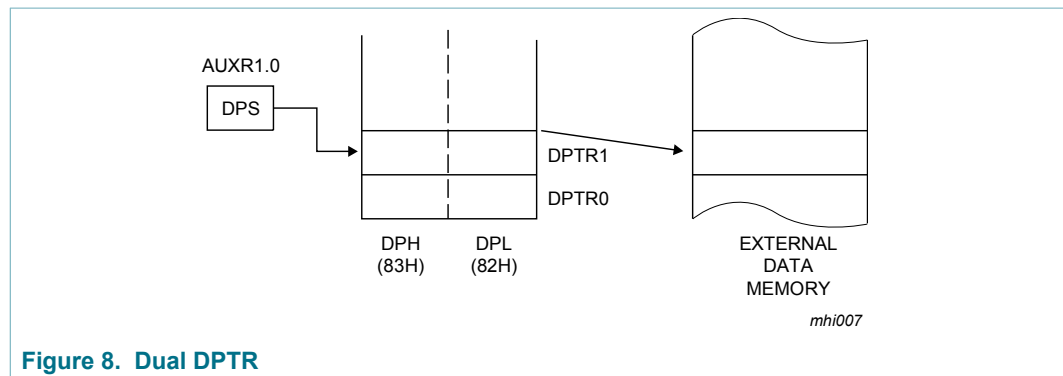 AUXR1.0
DPS
DPTR1
DPTR0
DPH
(83H)
DPL
(82H)
EXTERNAL
DATA
MEMORY
mhi007
Figure 8. Dual DPTR